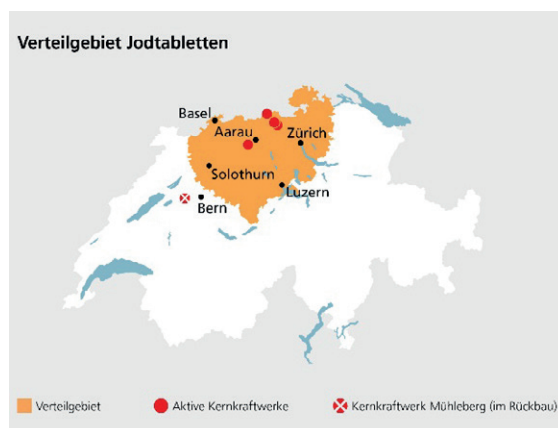 Verteilgebiet Jodtabletten
Basel
Aarau
Zürich
Solothurn
Luzern
Bern
Verteilgebiet
Aktive Kernkraftwerke
Kernkraftwerk Mühleberg (im Rückbau)